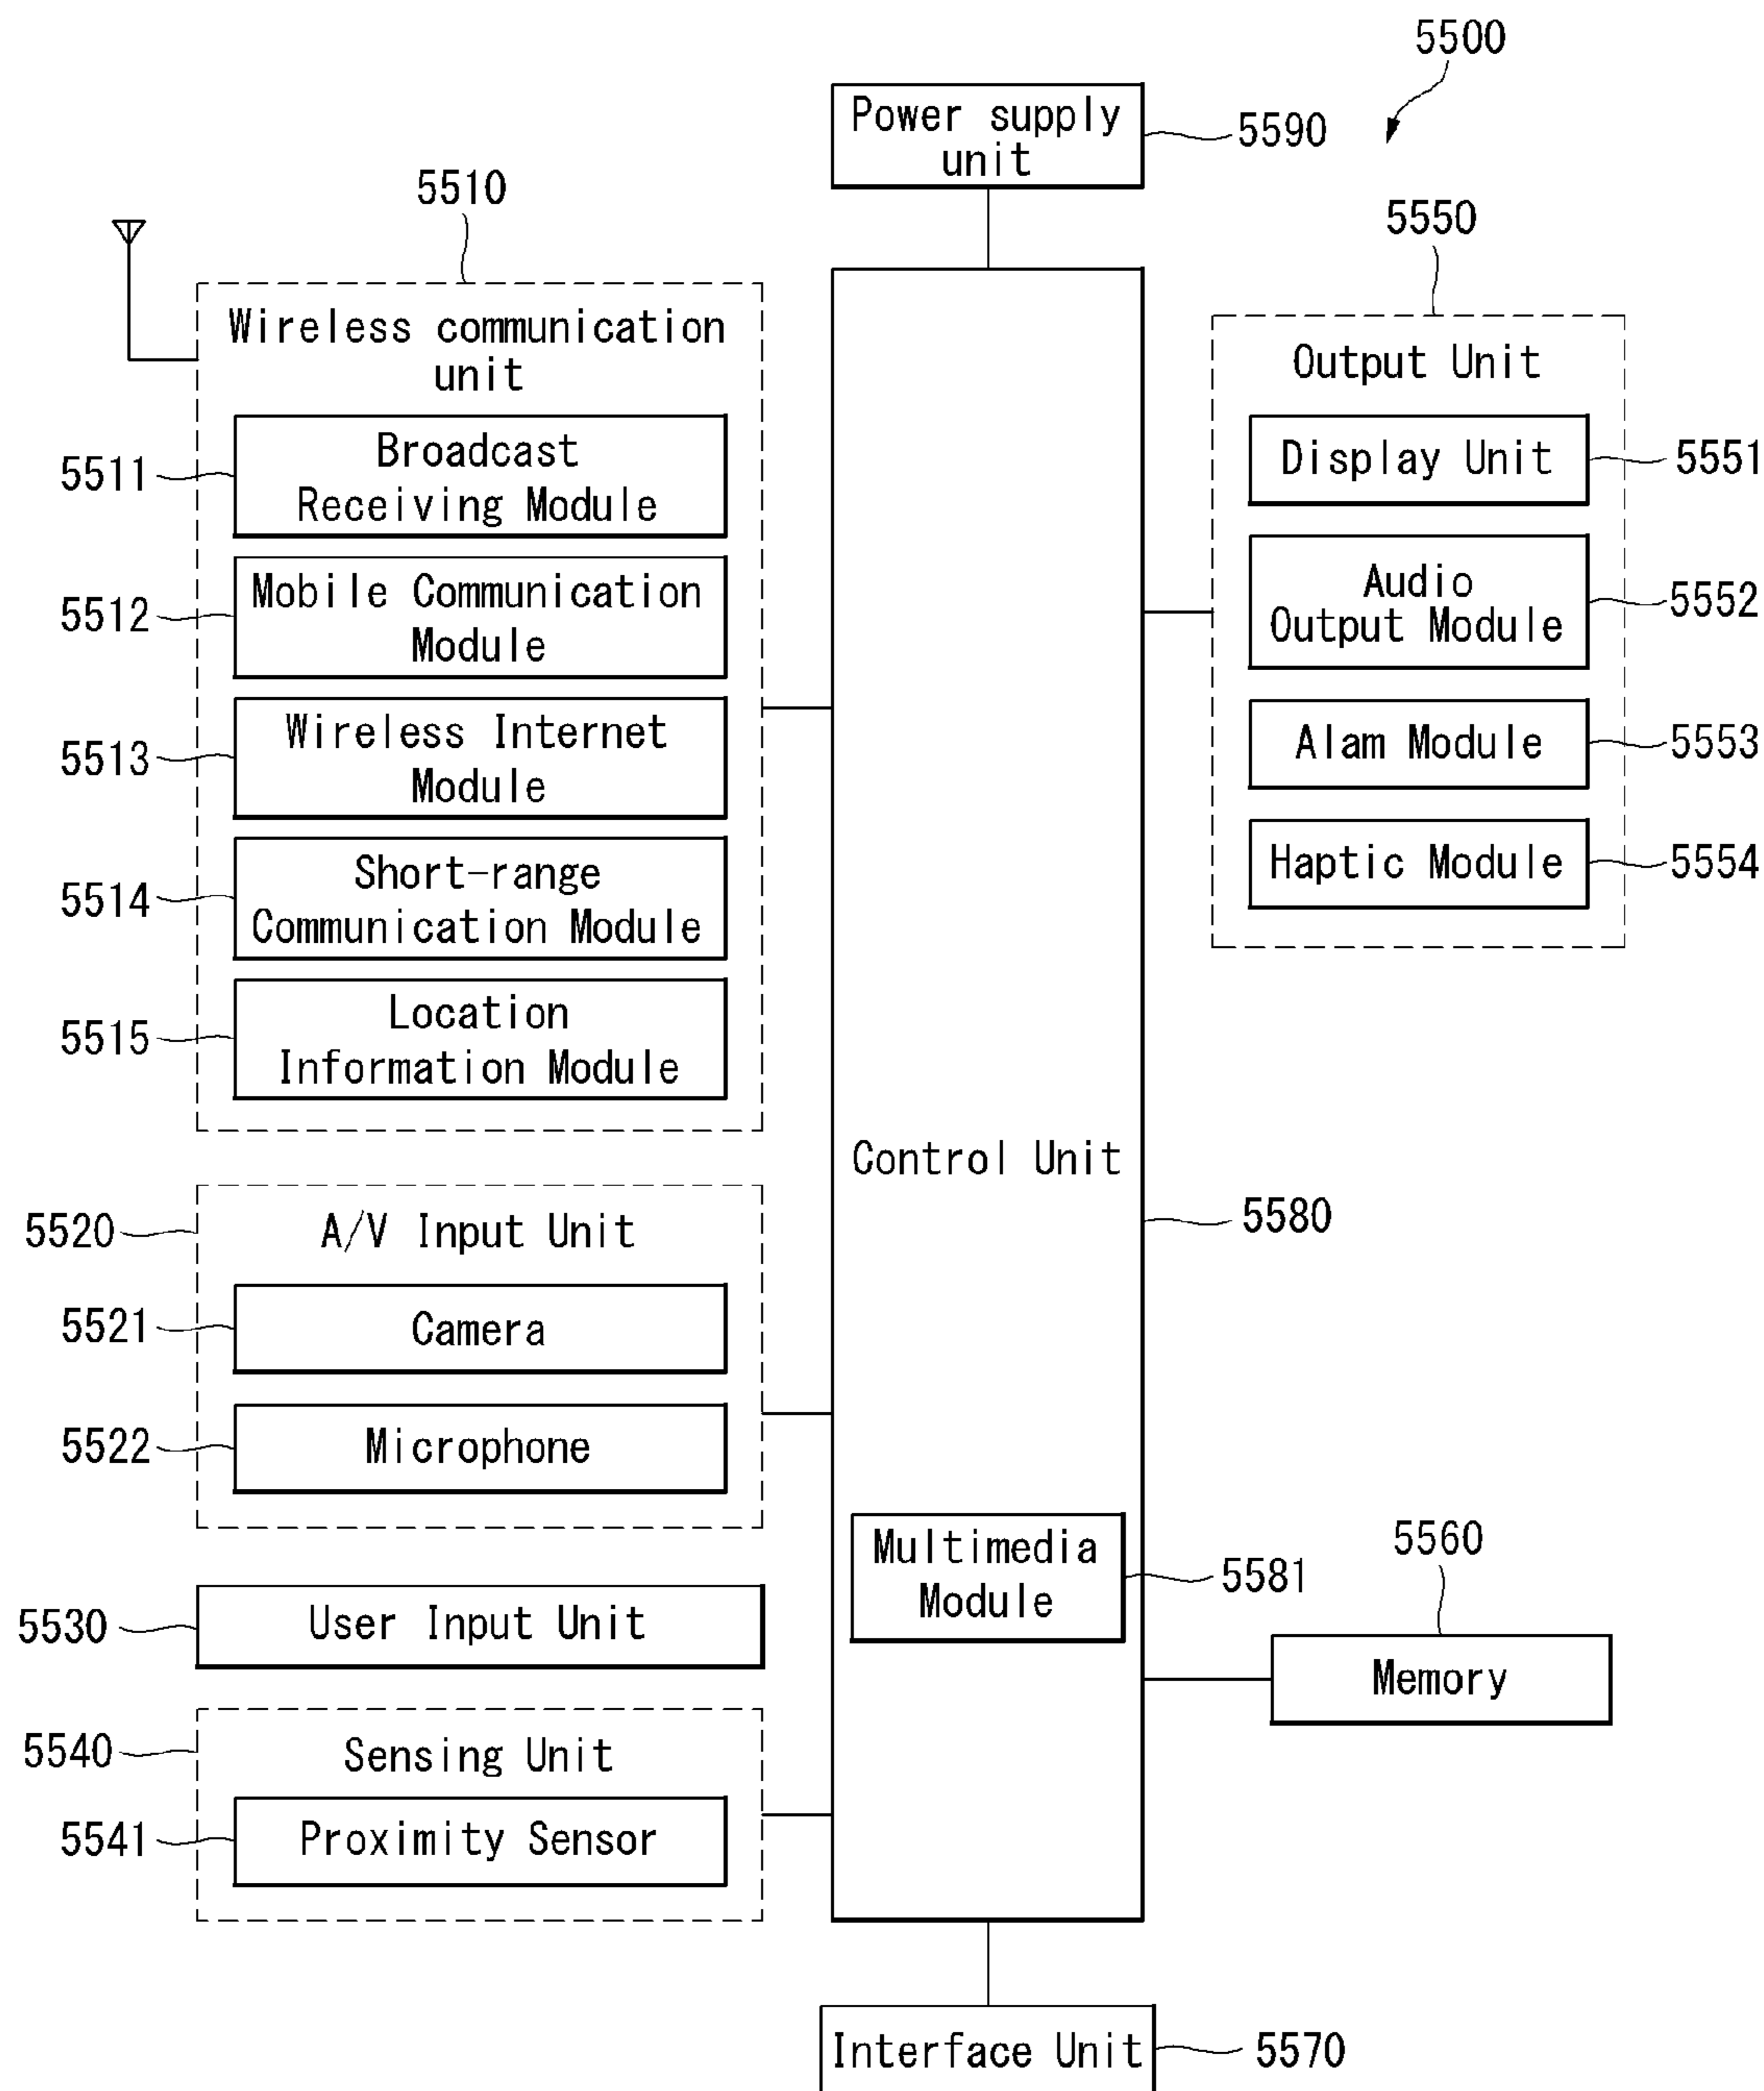 5500
Power supply
unit
5590
5510
5550
Wireless communication
unit
Broadcast
Receiving Module
5511
Mobile Communication
Module
5512
Wireless Internet
Module
5513
Short-range
Communication Module
5514
Location
Information Module
5515
Output Unit
Display Unit
5551
Audio
Output Module
5552
Alam Module
5553
Haptic Module
5554
Control Unit
5580
5520
A/V Input Unit
5521
Camera
5522
Microphone
Multimedia
Module
5581
5560
Memory
5530
User Input Unit
5540
Sensing Unit
5541
Proximity Sensor
Interface Unit
5570